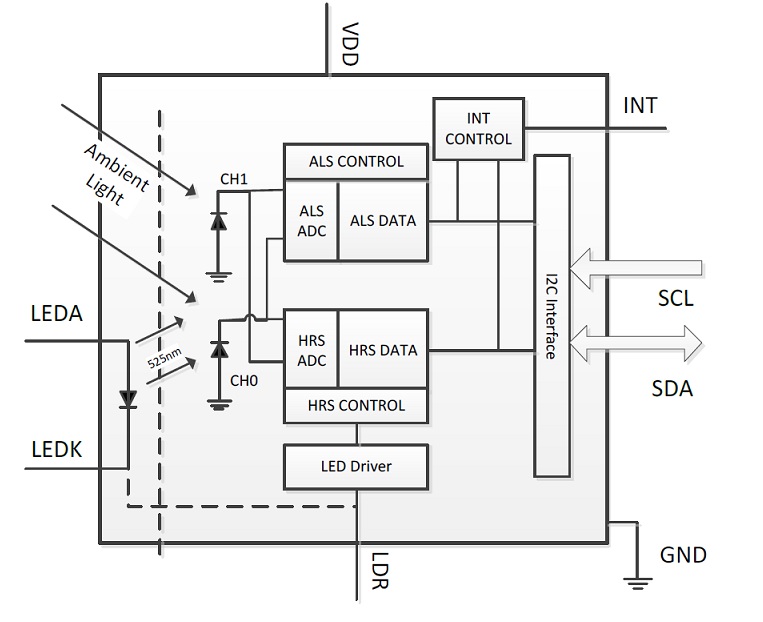 VDD
INT
INT
CONTROL
Ambient
Light
CH1
ALS CONTROL
ALS
ADC
ALS DATA
I2C Interface
SCL
LEDA
525nm
HRS
ADC
HRS DATA
CH0
SDA
HRS CONTROL
LEDK
LED Driver
LDR
GND